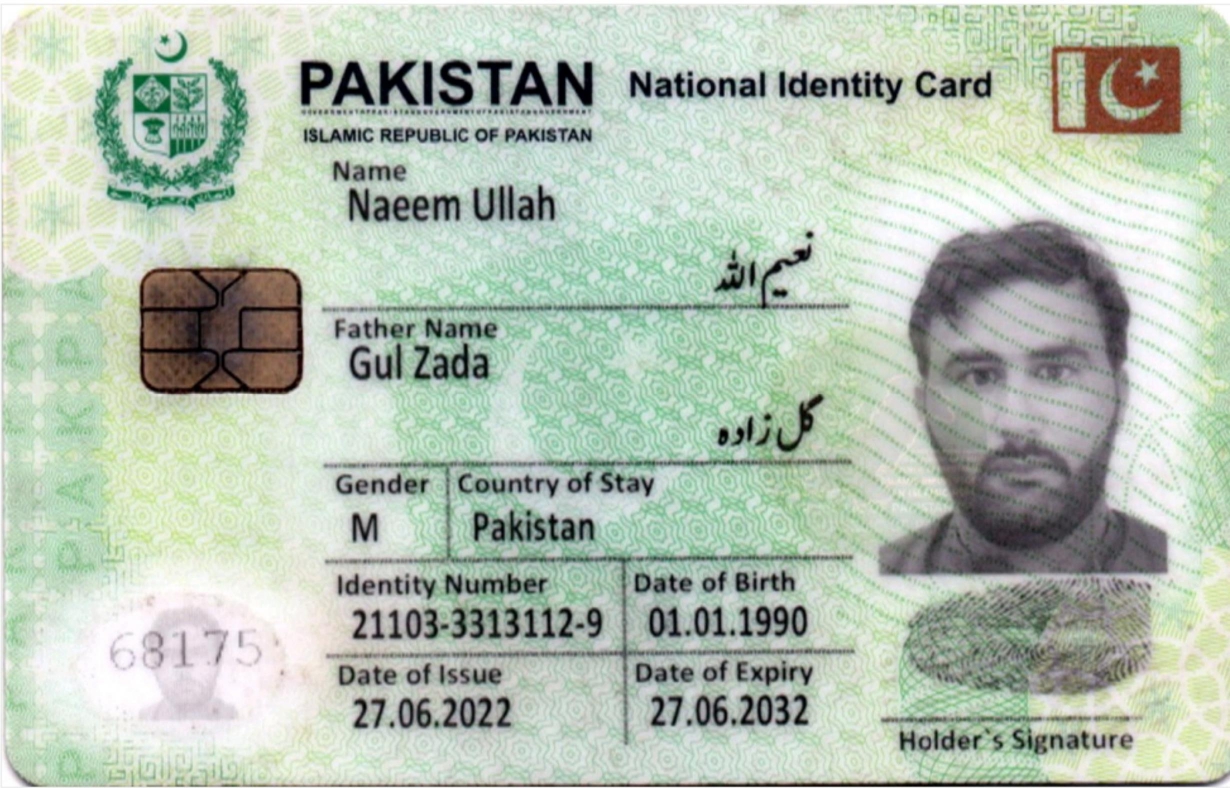 PAKISTAN National Identity Card
ISLAMIC REPUBLIC OF PAKISTAN
Name
Naeem Ullah
نعیم اللہ
Father Name
Gul Zada
گل زادہ
Gender Country of Stay
M Pakistan
Identity Number Date of Birth
21103-3313112-9 01.01.1990
Date of Issue Date of Expiry
27.06.2022 27.06.2032
68175
Holder`s Signature